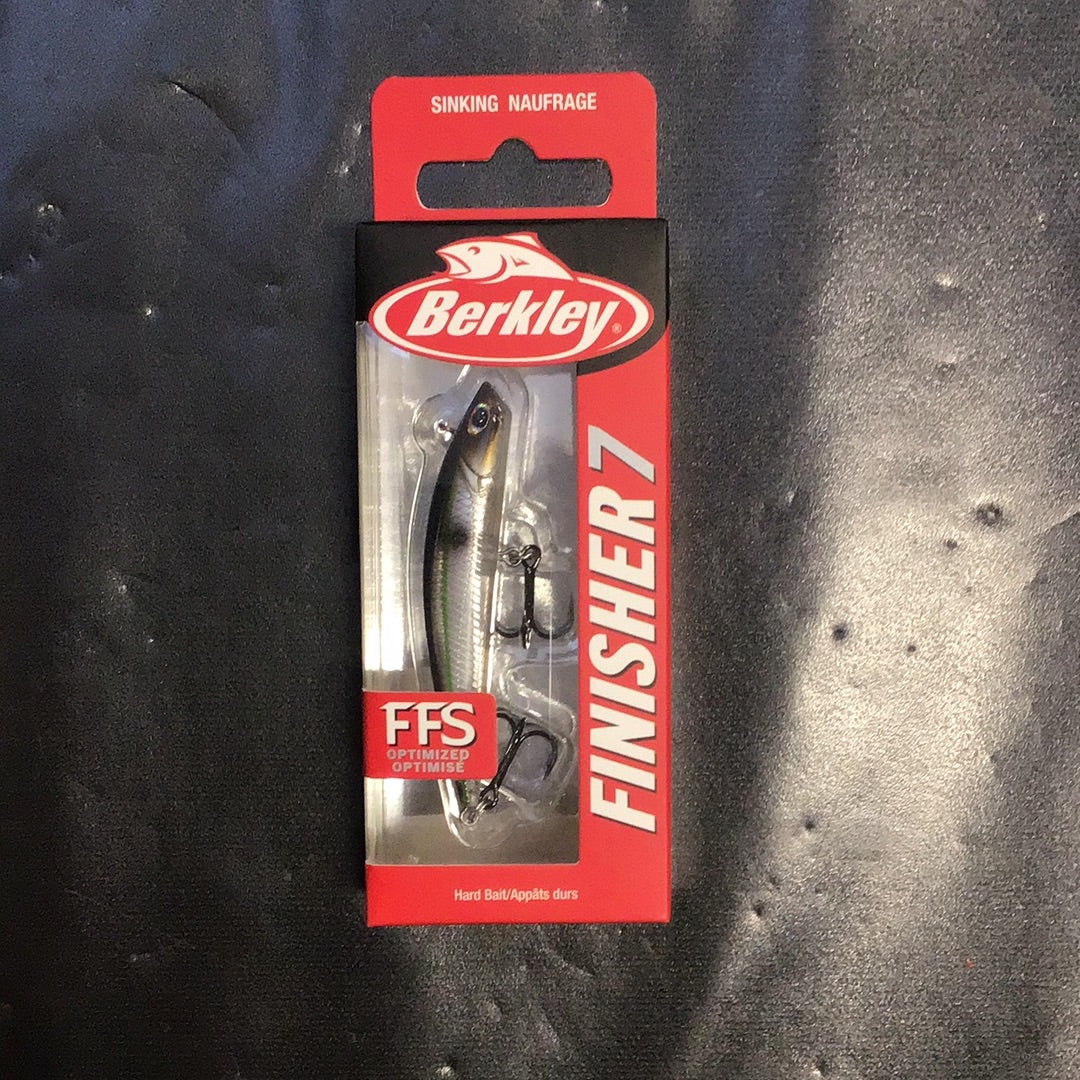 SINKING NAUFRAGE
Berkley®
FINISHER 7
FFS
OPTIMIZED
OPTIMISÉ
Hard Bait/Appâts durs